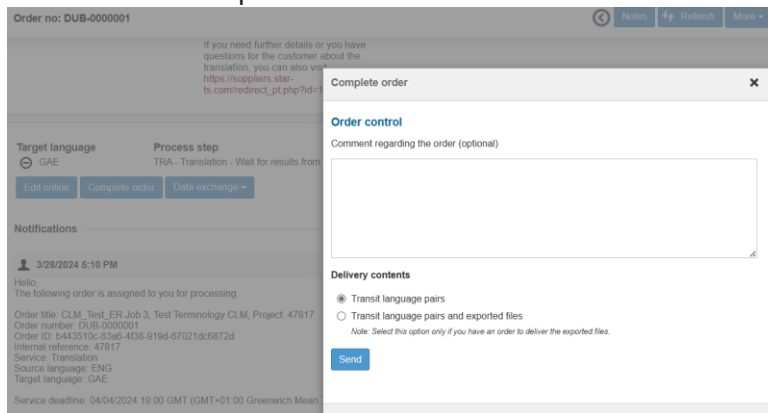 Order no: DUB-0000001
Notes
Refresh
More
If you need further details or you have
questions for the customer about the
translation, you can also visit
https://suppliers.star-
ts.com/redirect_pt.php?id=1
Target language
Process step
GAE
TRA - Translation - Wait for results from
Edit online
Complete order
Data exchange
Notifications
3/28/2024 5:10 PM
Hello,
The following order is assigned to you for processing.
Order title: CLM_Test_ER Job 3, Test Terminology CLM, Project: 47817
Order number: DUB-0000001
Order ID: b443510c-83a6-4f38-919d-67021dc6872d
Internal reference: 47817
Service: Translation
Source language: ENG
Target language: GAE
Service deadline: 04/04/2024 19:00 GMT (GMT+01:00 Greenwich Mean
Complete order
Order control
Comment regarding the order (optional)
Delivery contents
Transit language pairs
Transit language pairs and exported files
Note: Select this option only if you have an order to deliver the exported files.
Send